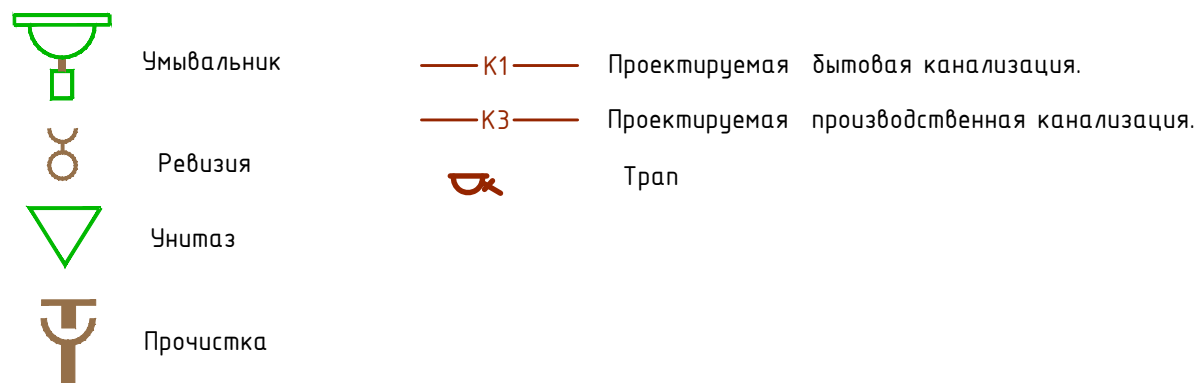 Умывальник
Ревизия
Унитаз
Прочистка
К1 Проектируемая бытовая канализация.
К3 Проектируемая производственная канализация.
Трап